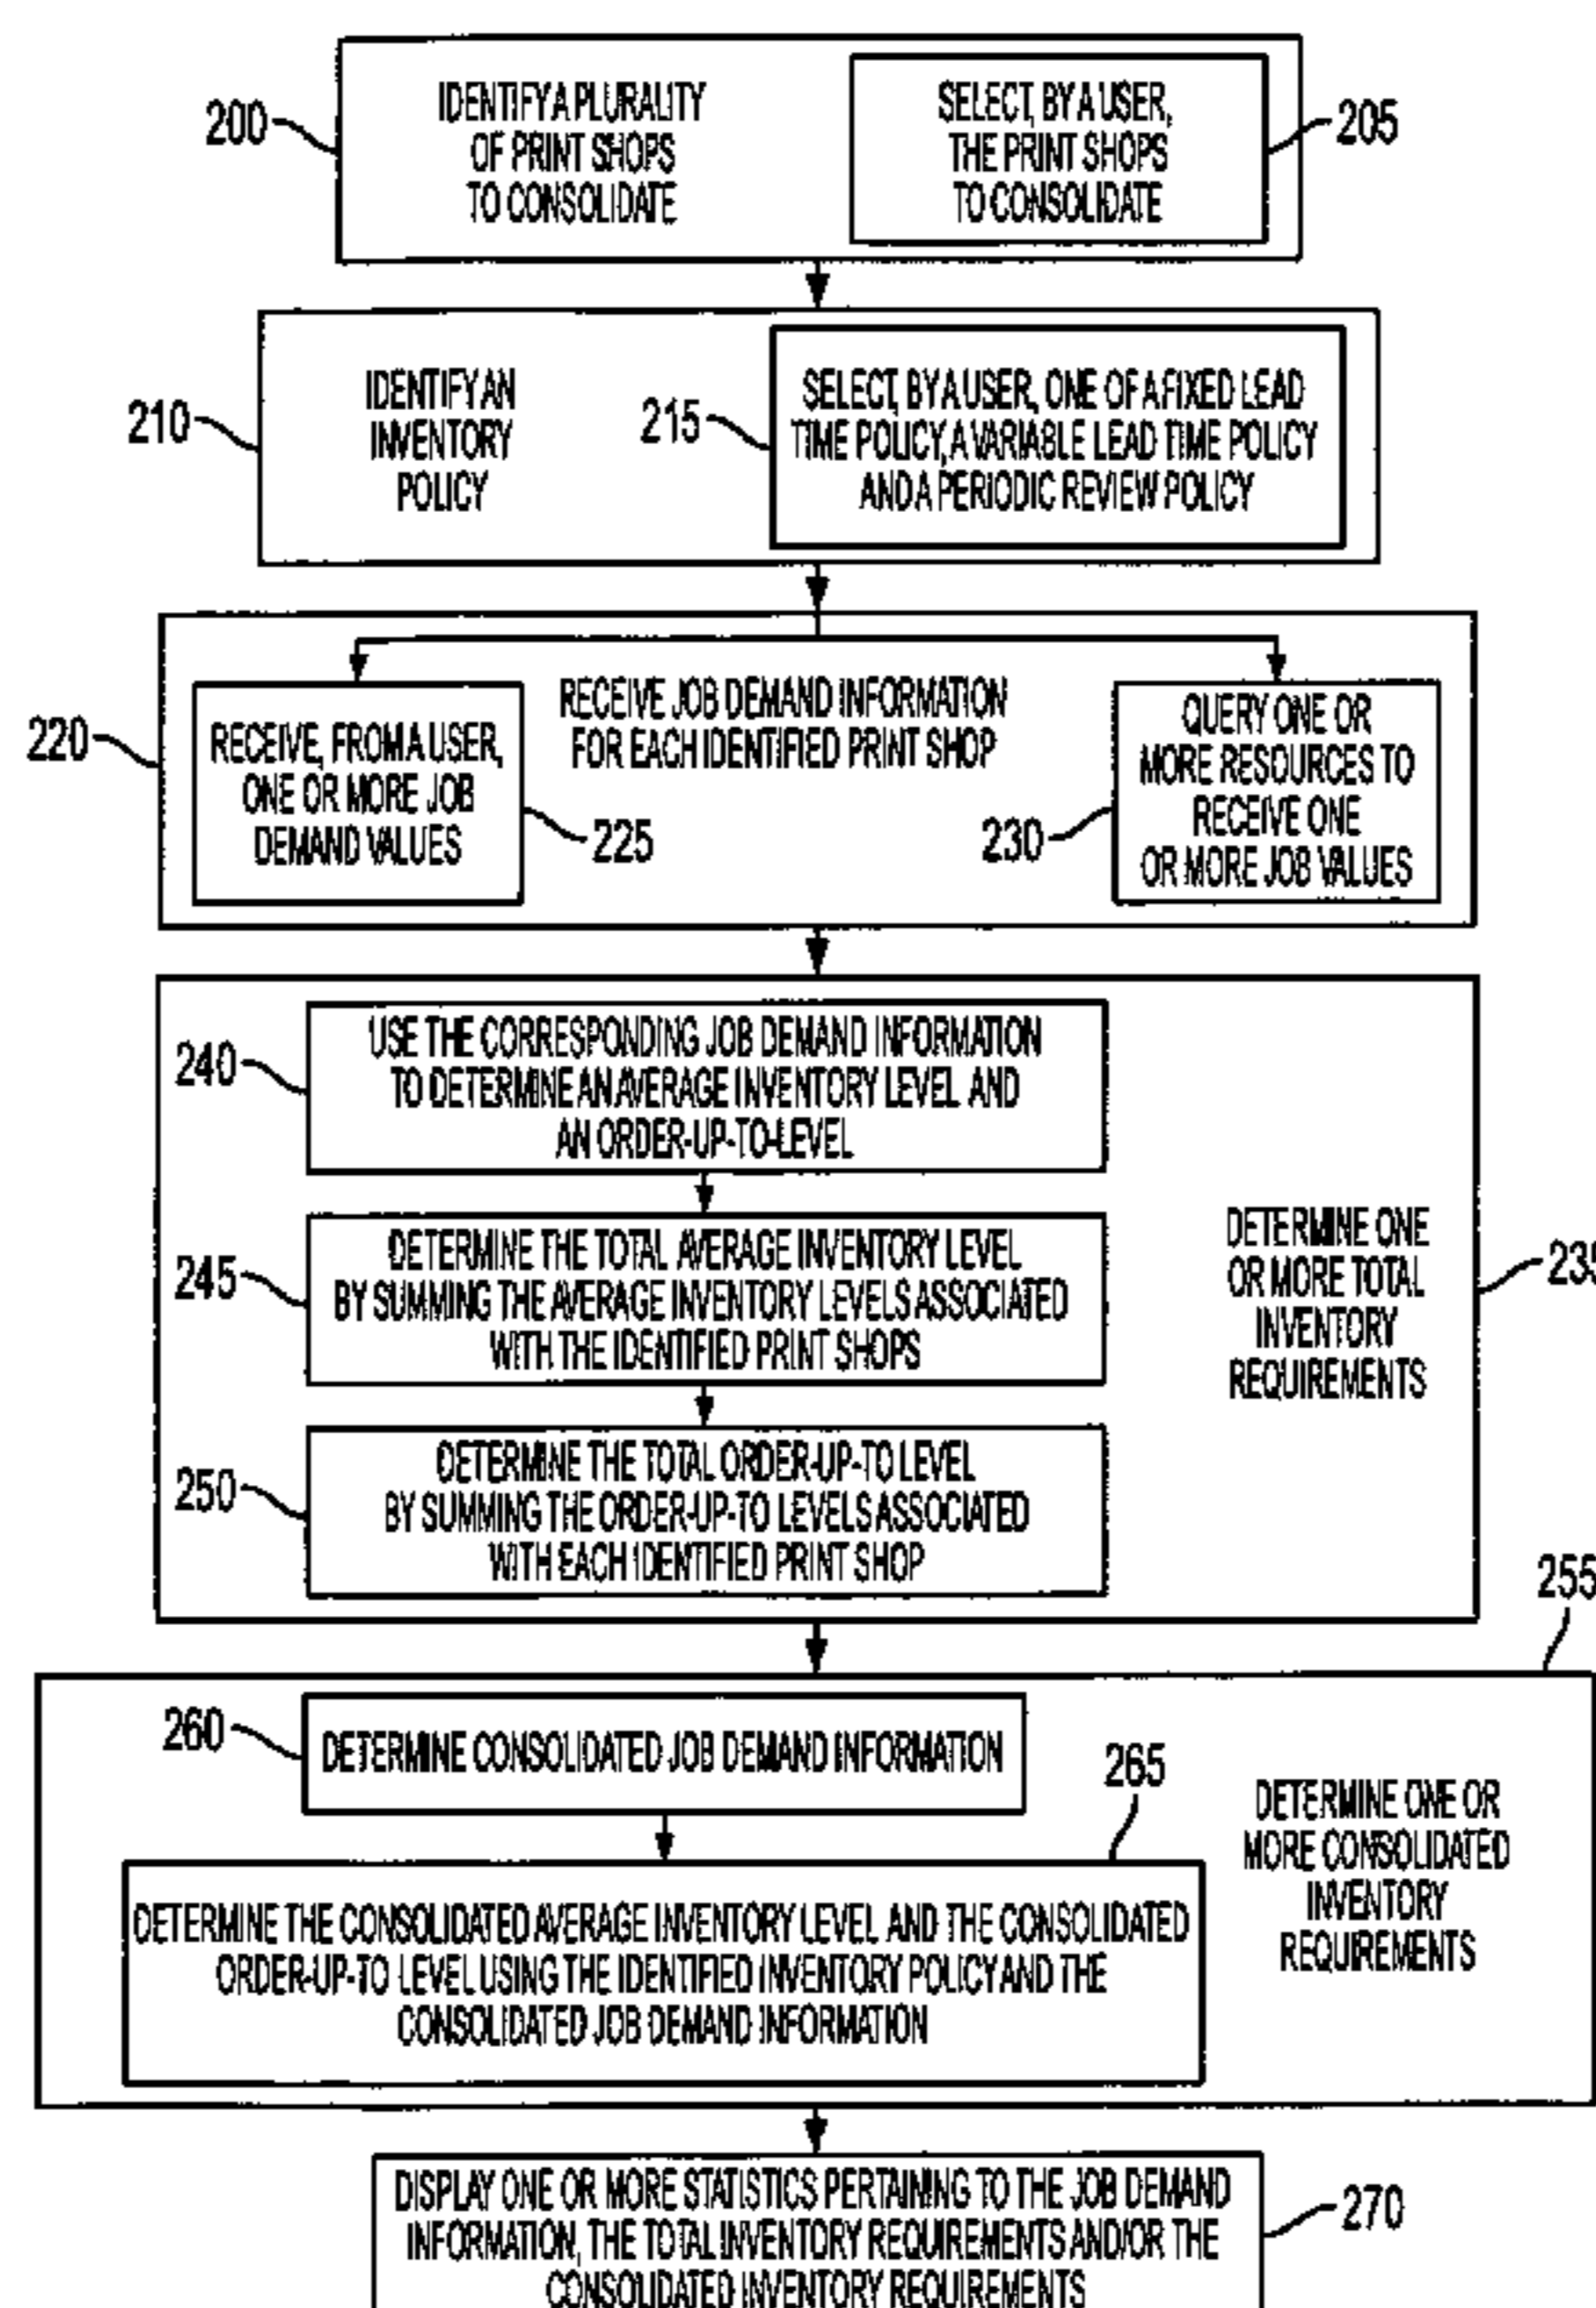 200
IDENTIFY A PLURALITY
OF PRINT SHOPS
TO CONSOLIDATE
SELECT, BY A USER,
THE PRINT SHOPS
TO CONSOLIDATE
205
210
IDENTIFY AN
INVENTORY
POLICY
215
SELECT, BY A USER, ONE OF A FIXED LEAD
TIME POLICY, A VARIABLE LEAD TIME POLICY
AND A PERIODIC REVIEW POLICY
220
RECEIVE, FROM A USER,
ONE OR MORE JOB
DEMAND VALUES
225
RECEIVE JOB DEMAND INFORMATION
FOR EACH IDENTIFIED PRINT SHOP
230
QUERY ONE OR
MORE RESOURCES TO
RECEIVE ONE
OR MORE JOB VALUES
240
USE THE CORRESPONDING JOB DEMAND INFORMATION
TO DETERMINE AN AVERAGE INVENTORY LEVEL AND
AN ORDER-UP-TO-LEVEL
245
DETERMINE THE TOTAL AVERAGE INVENTORY LEVEL
BY SUMMING THE AVERAGE INVENTORY LEVELS ASSOCIATED
WITH THE IDENTIFIED PRINT SHOPS
250
DETERMINE THE TOTAL ORDER-UP-TO LEVEL
BY SUMMING THE ORDER-UP-TO LEVELS ASSOCIATED
WITH EACH IDENTIFIED PRINT SHOP
DETERMINE ONE
OR MORE TOTAL
INVENTORY
REQUIREMENTS
255
260
DETERMINE CONSOLIDATED JOB DEMAND INFORMATION
265
DETERMINE THE CONSOLIDATED AVERAGE INVENTORY LEVEL AND THE CONSOLIDATED
ORDER-UP-TO LEVEL USING THE IDENTIFIED INVENTORY POLICY AND THE
CONSOLIDATED JOB DEMAND INFORMATION
DETERMINE ONE OR
MORE CONSOLIDATED
INVENTORY
REQUIREMENTS
DISPLAY ONE OR MORE STATISTICS PERTAINING TO THE JOB DEMAND
INFORMATION, THE TOTAL INVENTORY REQUIREMENTS AND/OR THE
CONSOLIDATED INVENTORY REQUIREMENTS
270